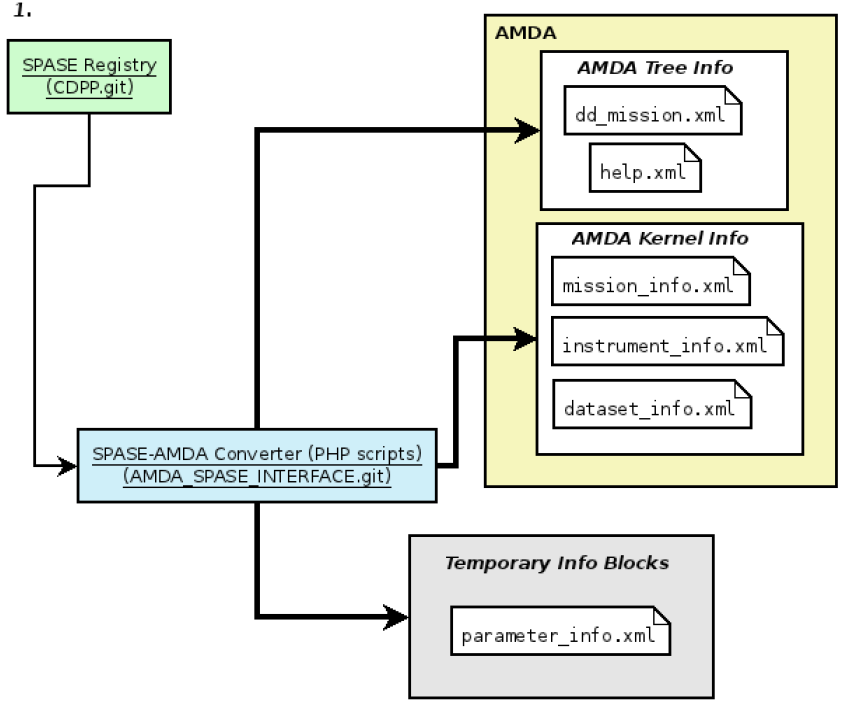 1.
SPASE Registry
(CDPP.git)
AMDA
AMDA Tree Info
dd_mission.xml
help.xml
AMDA Kernel Info
mission_info.xml
instrument_info.xml
dataset_info.xml
SPASE-AMDA Converter (PHP scripts)
(AMDA_SPASE_INTERFACE.git)
Temporary Info Blocks
parameter_info.xml